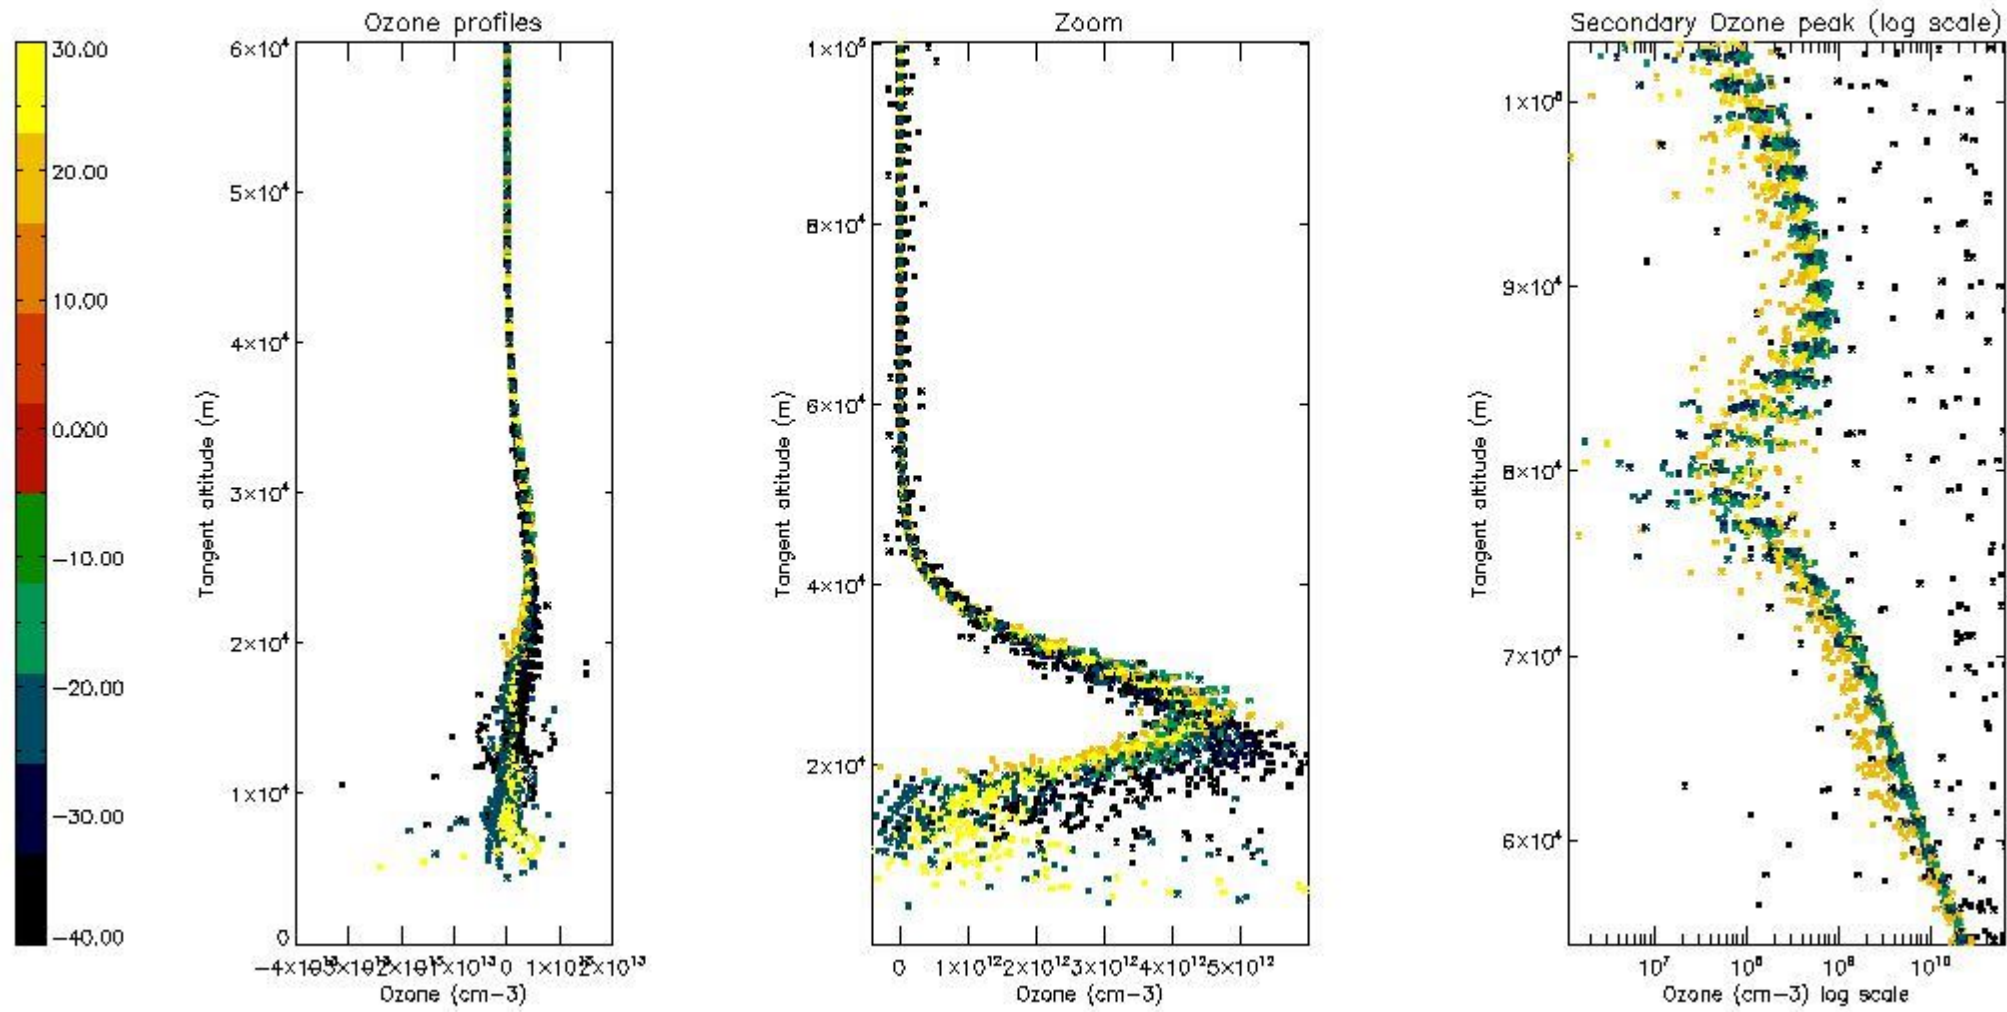 Ozone profiles
Zoom
Secondary Ozone peak (log scale)
30.00
20.00
10.00
0.000
−10.00
−20.00
−30.00
−40.00
6×10⁴
5×10⁴
4×10⁴
3×10⁴
2×10⁴
1×10⁴
0
Tangent altitude (m)
0
Ozone (cm−3)
1×10⁵
8×10⁴
6×10⁴
4×10⁴
2×10⁴
Tangent altitude (m)
0 1×10¹² 2×10¹² 3×10¹² 4×10¹² 5×10¹²
Ozone (cm−3)
1×10⁵
9×10⁴
8×10⁴
7×10⁴
6×10⁴
Tangent altitude (m)
10⁷ 10⁸ 10⁹ 10¹⁰
Ozone (cm−3) log scale